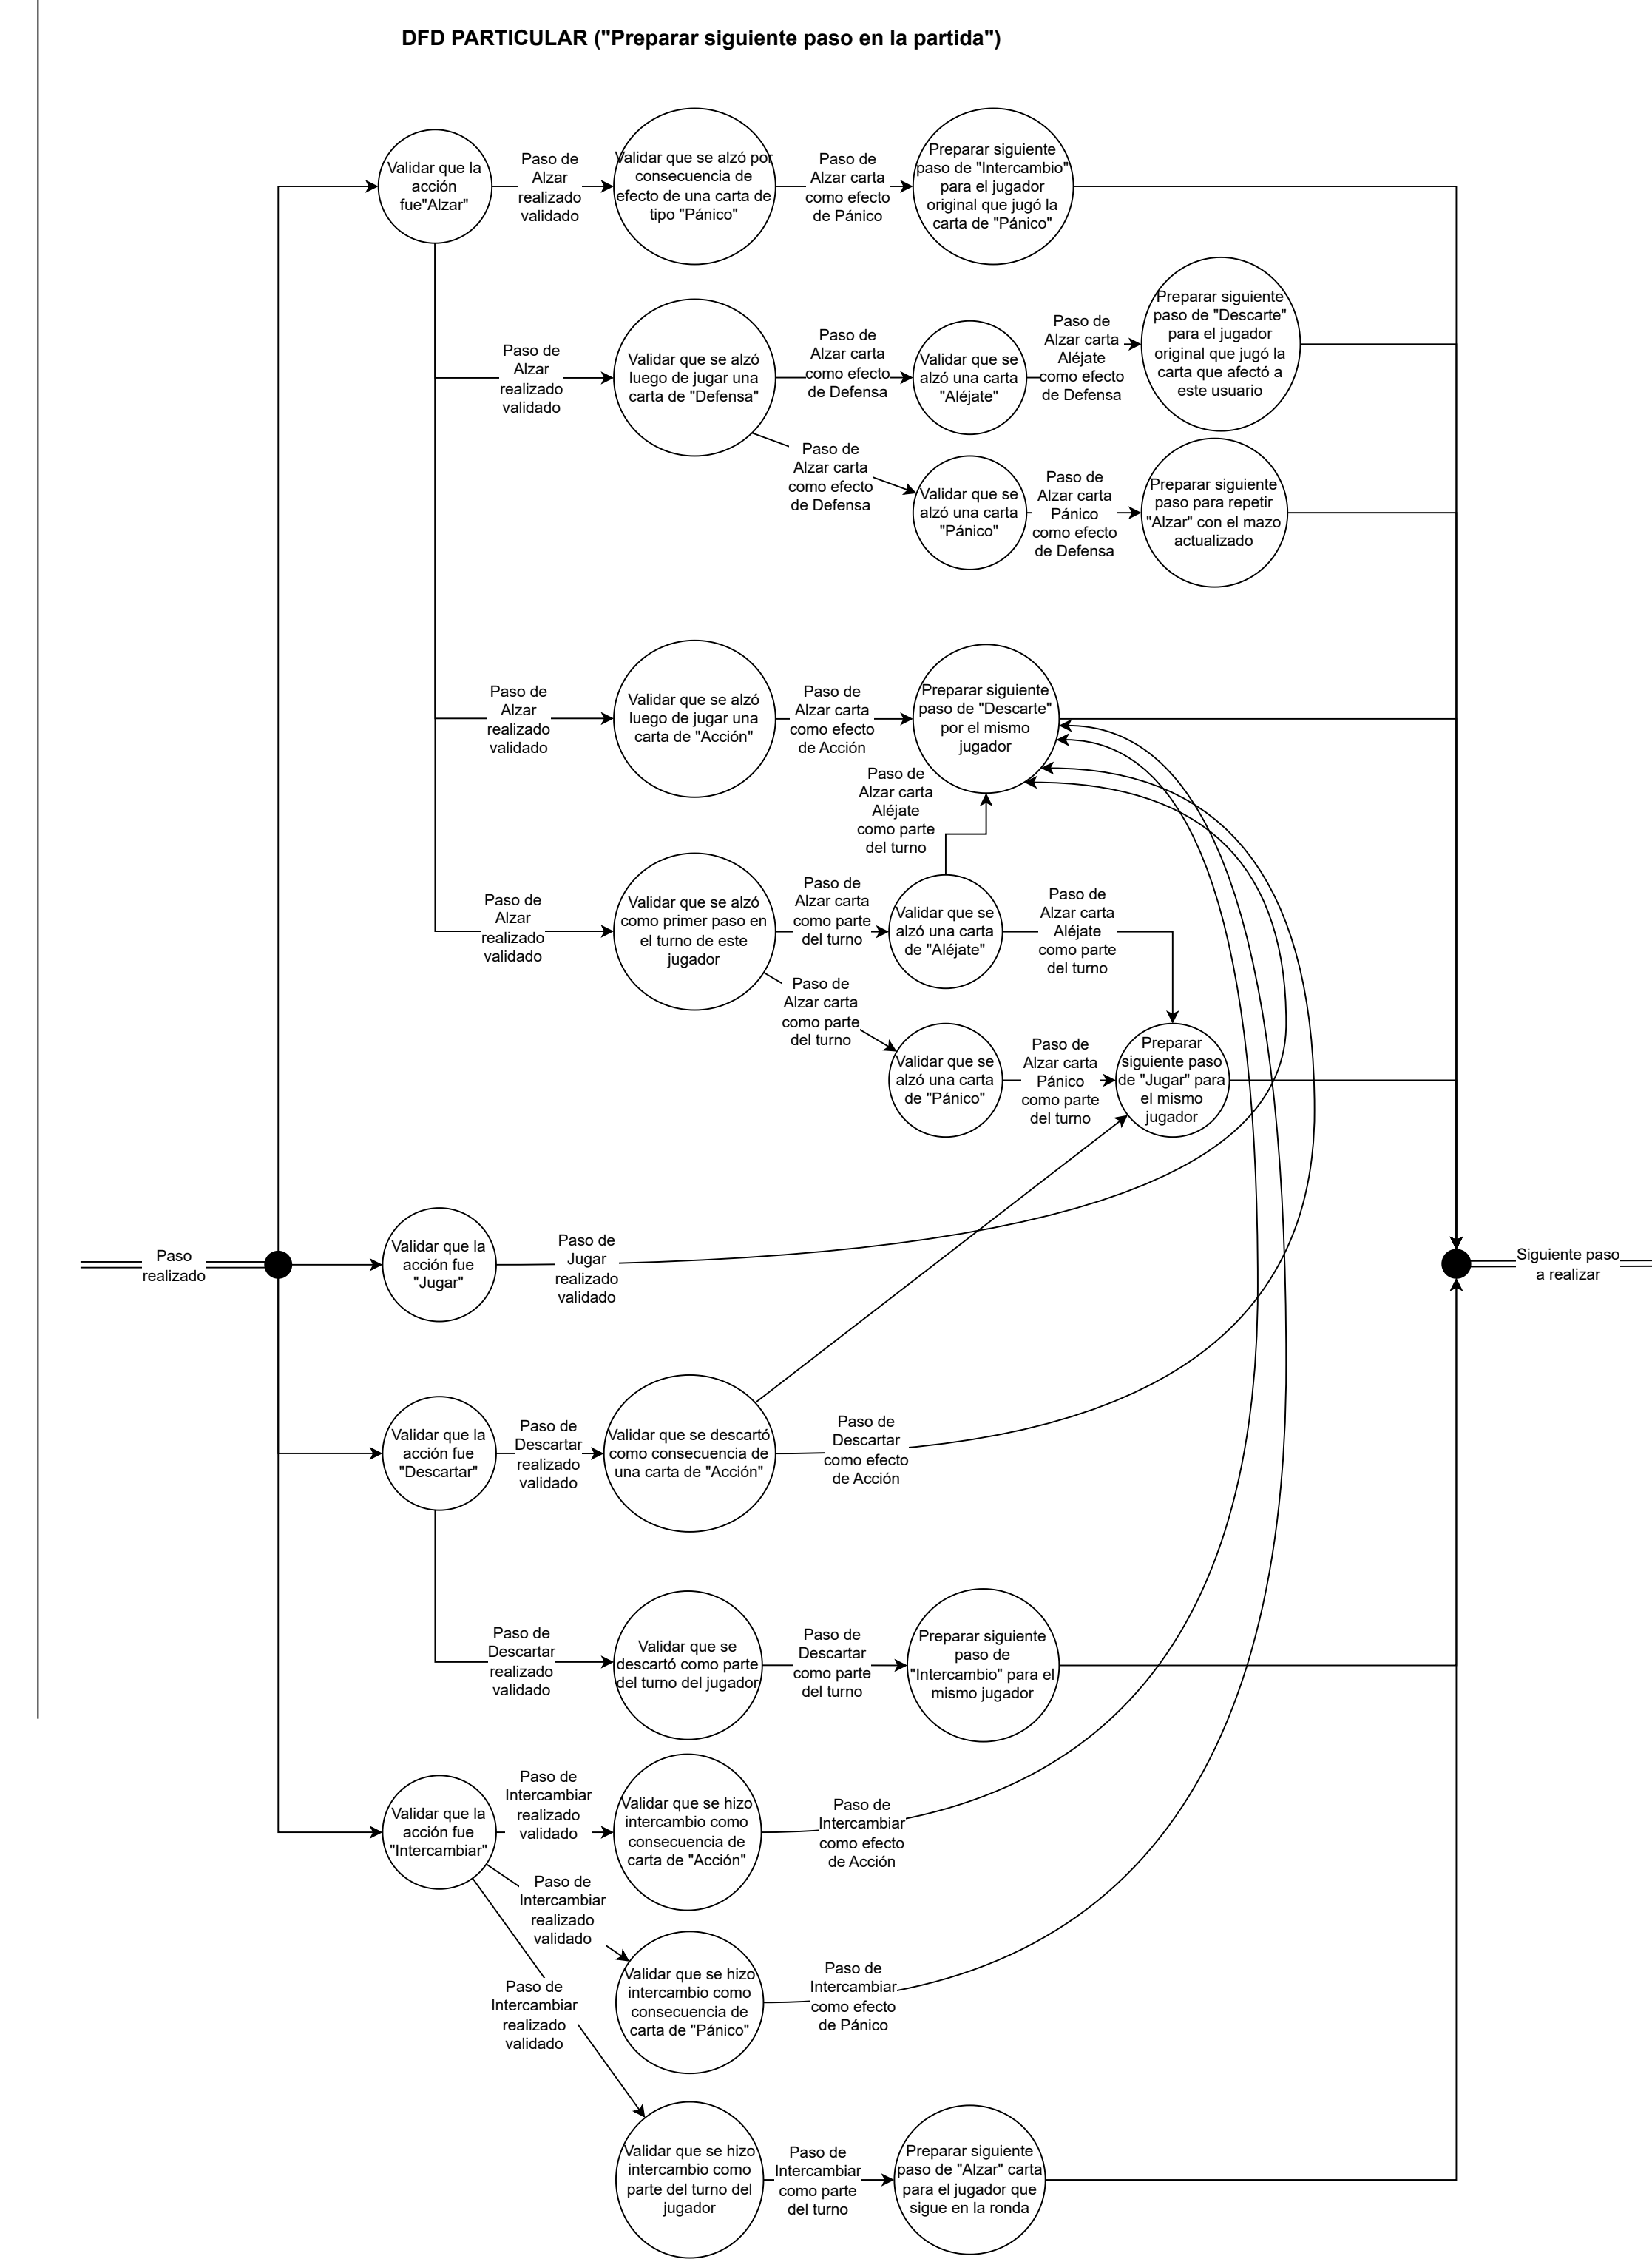 DFD PARTICULAR ("Preparar siguiente paso en la partida")
Validar que la
acción
fue"Alzar"
Paso de
Alzar
realizado
validado
Validar que se alzó por
consecuencia de
efecto de una carta de
tipo "Pánico"
Paso de
Alzar carta
como efecto
de Pánico
Preparar siguiente
paso de "Intercambio"
para el jugador
original que jugó la
carta de "Pánico"
Paso de
Alzar
realizado
validado
Validar que se alzó
luego de jugar una
carta de "Defensa"
Paso de
Alzar carta
como efecto
de Defensa
Validar que se
alzó una carta
"Aléjate"
Paso de
Alzar carta
Aléjate
como efecto
de Defensa
Preparar siguiente
paso de "Descarte"
para el jugador
original que jugó la
carta que afectó a
este usuario
Paso de
Alzar carta
como efecto
de Defensa
Validar que se
alzó una carta
"Pánico"
Paso de
Alzar carta
Pánico
como efecto
de Defensa
Preparar siguiente
paso para repetir
"Alzar" con el mazo
actualizado
Paso de
Alzar
realizado
validado
Validar que se alzó
luego de jugar una
carta de "Acción"
Paso de
Alzar carta
como efecto
de Acción
Preparar siguiente
paso de "Descarte"
por el mismo
jugador
Paso de
Alzar carta
Aléjate
como parte
del turno
Paso de
Alzar
realizado
validado
Validar que se alzó
como primer paso en
el turno de este
jugador
Paso de
Alzar carta
como parte
del turno
Validar que se
alzó una carta
de "Aléjate"
Paso de
Alzar carta
Aléjate
como parte
del turno
Paso de
Alzar carta
como parte
del turno
Validar que se
alzó una carta
de "Pánico"
Paso de
Alzar carta
Pánico
como parte
del turno
Preparar
siguiente paso
de "Jugar" para
el mismo
jugador
Paso
realizado
Validar que la
acción fue
"Jugar"
Paso de
Jugar
realizado
validado
Siguiente paso
a realizar
Validar que la
acción fue
"Descartar"
Paso de
Descartar
realizado
validado
Validar que se descartó
como consecuencia de
una carta de "Acción"
Paso de
Descartar
como efecto
de Acción
Paso de
Descartar
realizado
validado
Validar que se
descartó como parte
del turno del jugador
Paso de
Descartar
como parte
del turno
Preparar siguiente
paso de
"Intercambio" para el
mismo jugador
Validar que la
acción fue
"Intercambiar"
Paso de
Intercambiar
realizado
validado
Validar que se hizo
intercambio como
consecuencia de
carta de "Acción"
Paso de
Intercambiar
como efecto
de Acción
Paso de
Intercambiar
realizado
validado
Validar que se hizo
intercambio como
consecuencia de
carta de "Pánico"
Paso de
Intercambiar
como efecto
de Pánico
Paso de
Intercambiar
realizado
validado
Validar que se hizo
intercambio como
parte del turno del
jugador
Paso de
Intercambiar
como parte
del turno
Preparar siguiente
paso de "Alzar" carta
para el jugador que
sigue en la ronda